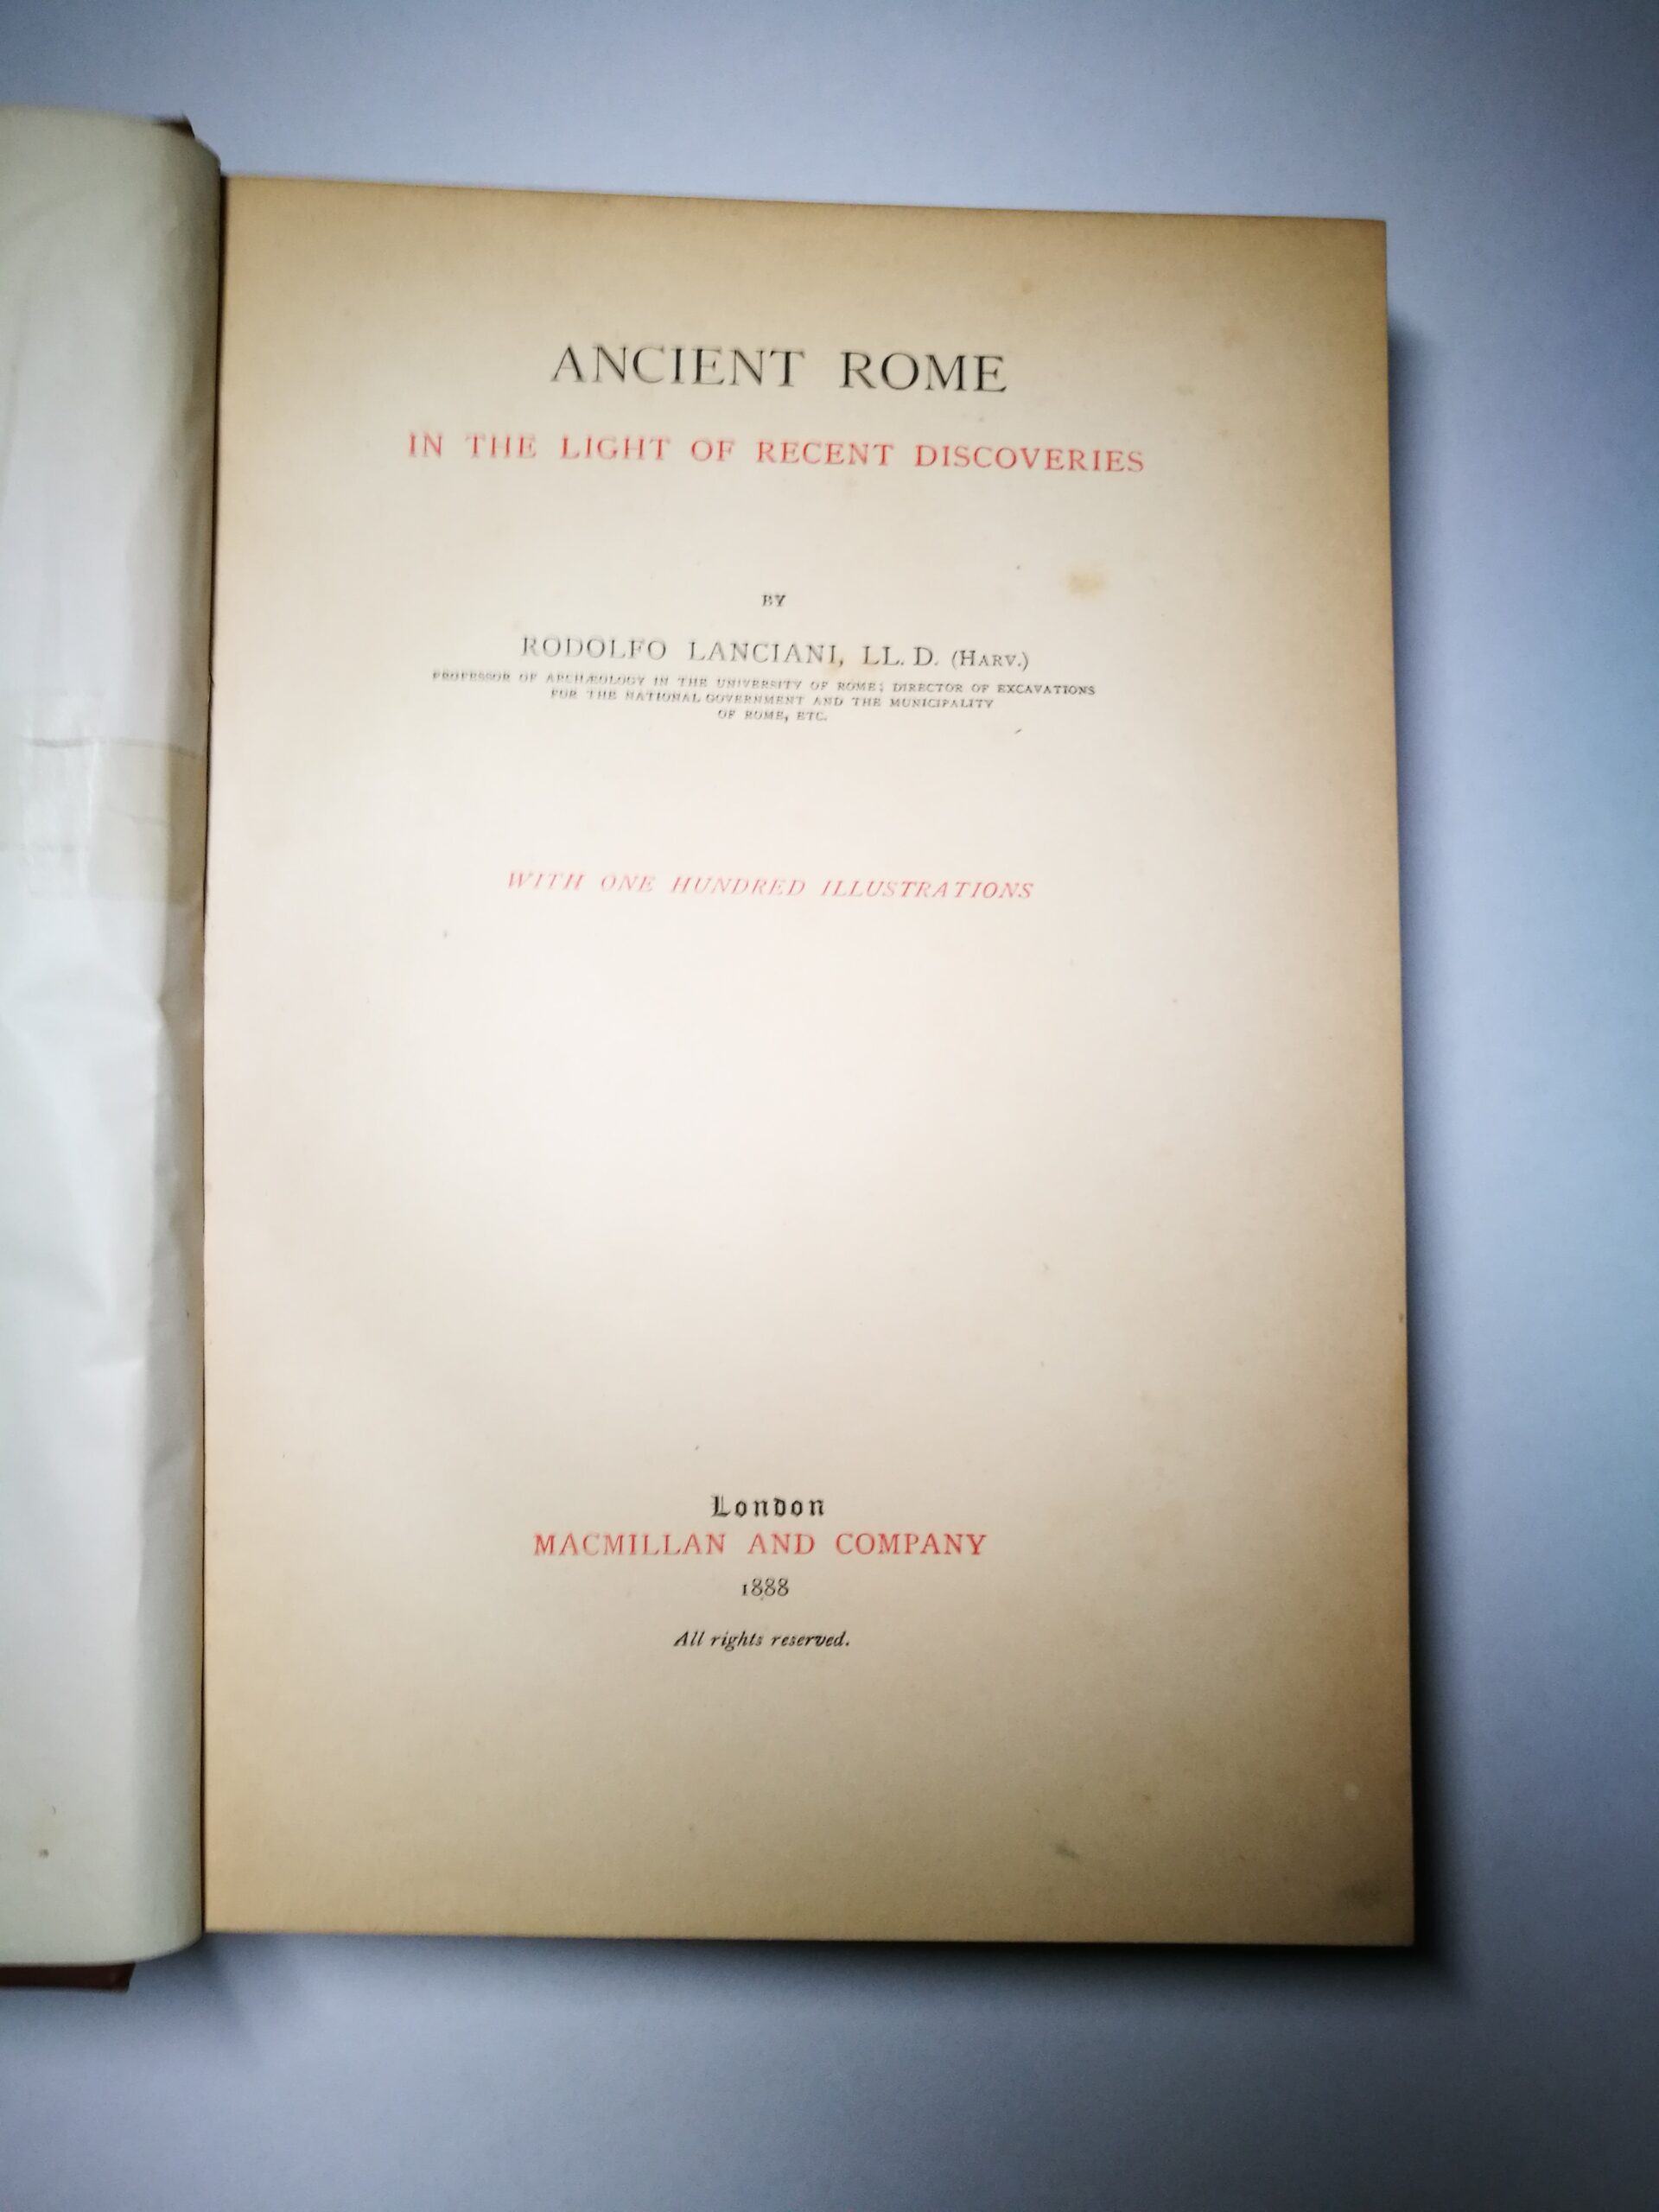 ANCIENT ROME
IN THE LIGHT OF RECENT DISCOVERIES
BY
RODOLFO LANCIANI, LL. D. (HARV.)
PROFESSOR OF ARCHÆOLOGY IN THE UNIVERSITY OF ROME; DIRECTOR OF EXCAVATIONS
FOR THE NATIONAL GOVERNMENT AND THE MUNICIPALITY
OF ROME, ETC.
WITH ONE HUNDRED ILLUSTRATIONS
London
MACMILLAN AND COMPANY
1888
All rights reserved.